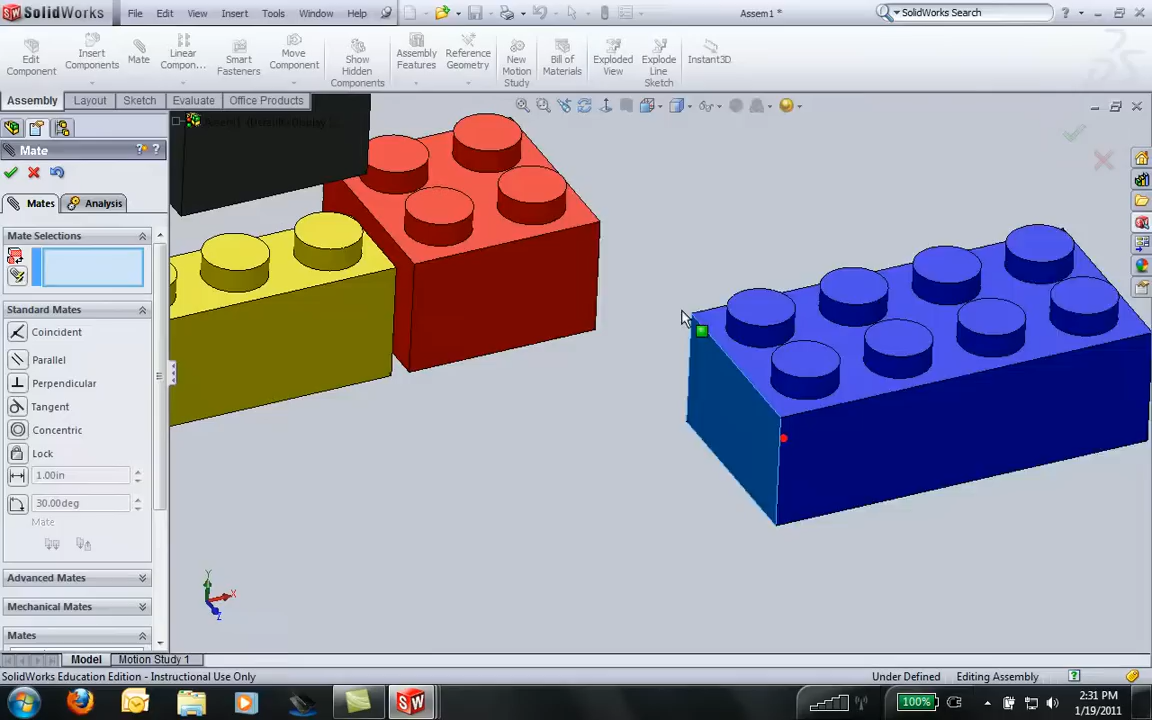 SolidWorks File Edit View Insert Tools Window Help Assem1 * SolidWorks Search ?
Edit Component
Insert Components
Mate
Linear Compon...
Smart Fasteners
Move Component
Show Hidden Components
Assembly Features
Reference Geometry
New Motion Study
Bill of Materials
Exploded View
Explode Line Sketch
Instant3D
Assembly Layout Sketch Evaluate Office Products
Mate ? ?
Mates Analysis
Mate Selections
Standard Mates
Coincident
Parallel
Perpendicular
Tangent
Concentric
Lock
1.00in
30.00deg
Mate
Advanced Mates
Mechanical Mates
Mates
Y
X
Z
Model Motion Study 1
SolidWorks Education Edition - Instructional Use Only Under Defined Editing Assembly ?
SW 100% 2:31 PM
1/19/2011